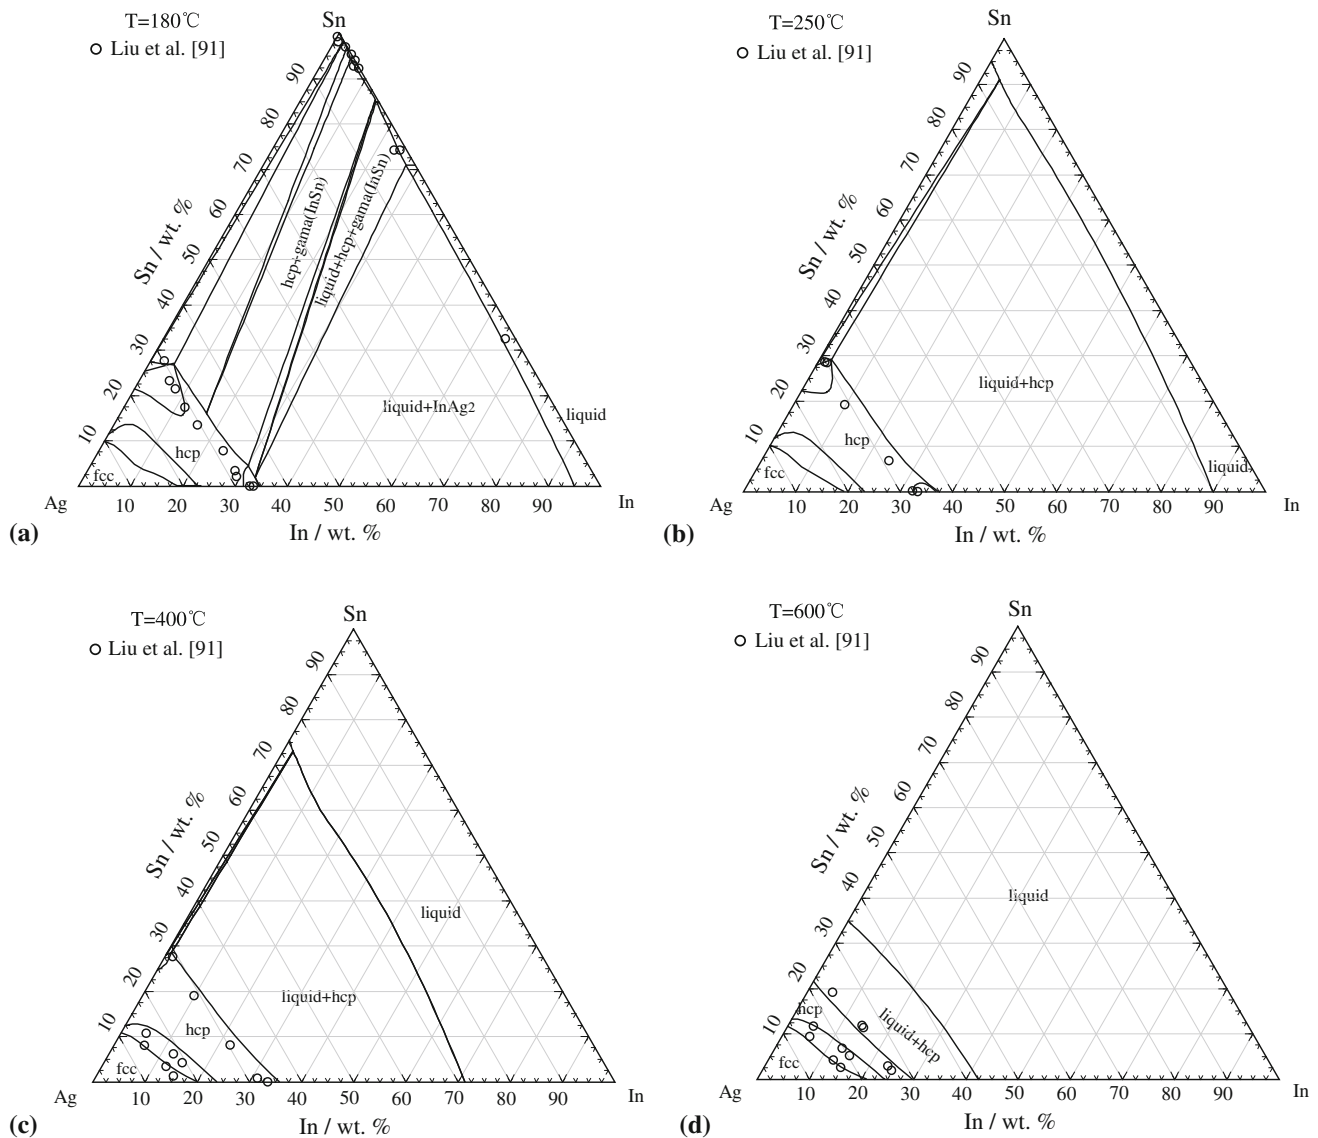 T=180℃
Liu et al. [91]
Sn
90
80
70
60
50
40
30
20
10
Sn / wt. %
hcp+gama(InSn)
liquid+hcp+gama(InSn)
liquid+InAg2
liquid
hcp
fcc
Ag
10 20 30 40 50 60 70 80 90
In
In / wt. %
(a)
T=250℃
Liu et al. [91]
Sn
90
80
70
60
50
40
30
20
10
Sn / wt. %
liquid+hcp
hcp
fcc
liquid
Ag
10 20 30 40 50 60 70 80 90
In
In / wt. %
(b)
T=400℃
Liu et al. [91]
Sn
90
80
70
60
50
40
30
20
10
Sn / wt. %
liquid
liquid+hcp
hcp
fcc
Ag
10 20 30 40 50 60 70 80 90
In
In / wt. %
(c)
T=600℃
Liu et al. [91]
Sn
90
80
70
60
50
40
30
20
10
Sn / wt. %
liquid
hcp
liquid+hcp
fcc
Ag
10 20 30 40 50 60 70 80 90
In
In / wt. %
(d)